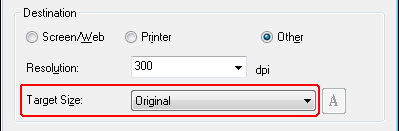 Destination
Screen/Web Printer Other
Resolution: 300 dpi
Target Size: Original A